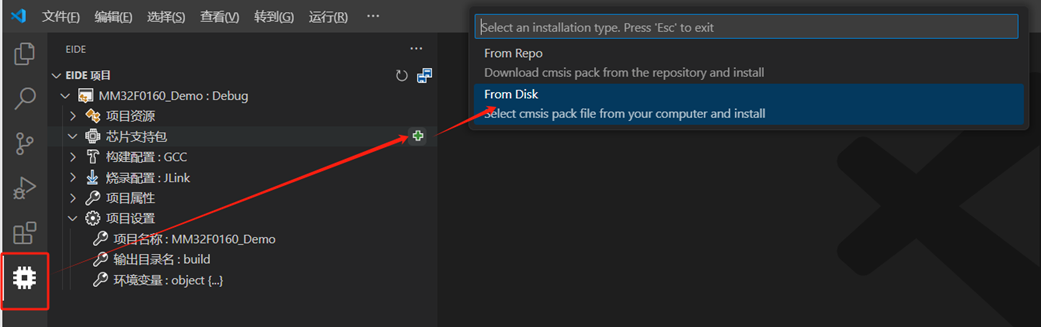 文件(F) 编辑(E) 选择(S) 查看(V) 转到(G) 运行(R) ...
Select an installation type. Press 'Esc' to exit
From Repo
Download cmsis pack from the repository and install
From Disk
Select cmsis pack file from your computer and install
EIDE ...
EIDE 项目
MM32F0160_Demo : Debug
项目资源
芯片支持包
构建配置 : GCC
烧录配置 : JLink
项目属性
项目设置
项目名称 : MM32F0160_Demo
输出目录名 : build
环境变量 : object {...}